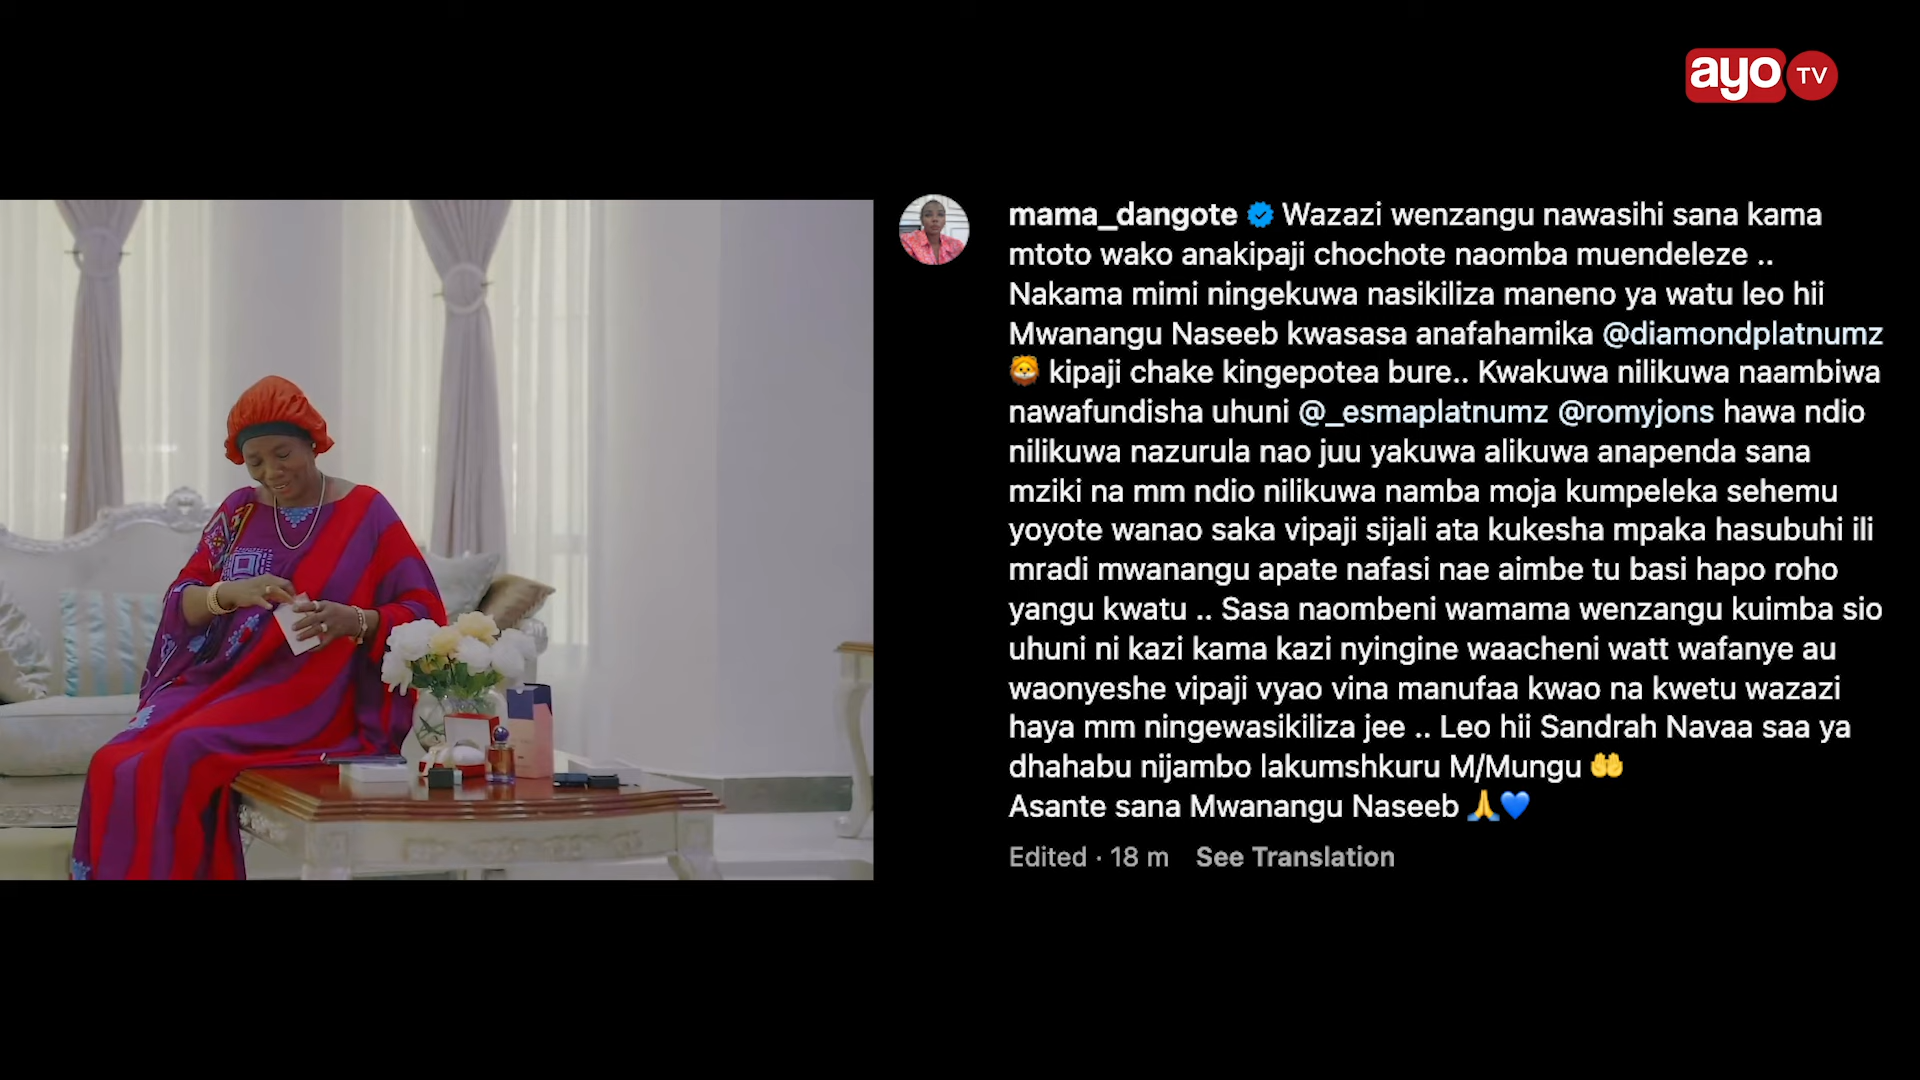 ayo TV
mama_dangote Wazazi wenzangu nawasihi sana kama
mtoto wako anakipaji chochote naomba muendeleze ..
Nakama mimi ningekuwa nasikiliza maneno ya watu leo hii
Mwanangu Naseeb kwasasa anafahamika @diamondplatnumz
🦁 kipaji chake kingepotea bure.. Kwakuwa nilikuwa naambiwa
nawafundisha uhuni @_esmaplatnumz @romyjons hawa ndio
nilikuwa nazurula nao juu yakuwa alikuwa anapenda sana
mziki na mm ndio nilikuwa namba moja kumpeleka sehemu
yoyote wanao saka vipaji sijali ata kukesha mpaka hasubuhi ili
mradi mwanangu apate nafasi nae aimbe tu basi hapo roho
yangu kwatu .. Sasa naombeni wamama wenzangu kuimba sio
uhuni ni kazi kama kazi nyingine waacheni watt wafanye au
waonyeshe vipaji vyao vina manufaa kwao na kwetu wazazi
haya mm ningewasikiliza jee .. Leo hii Sandrah Navaa saa ya
dhahabu nijambo lakumshkuru M/Mungu 🤲
Asante sana Mwanangu Naseeb 🙏💙
Edited · 18 m See Translation